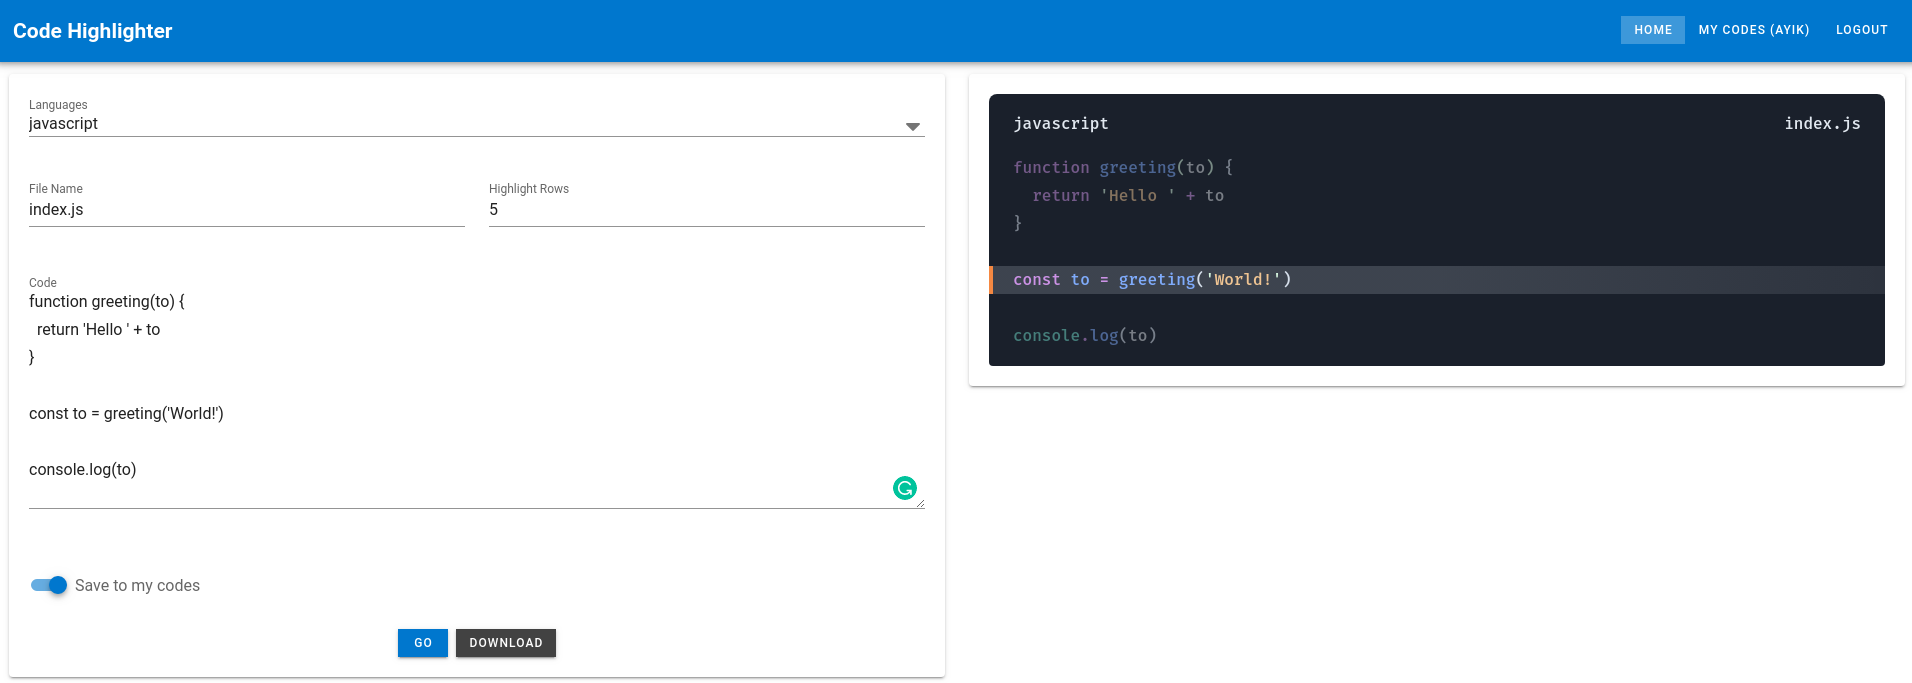 Code Highlighter
HOME
MY CODES (AYIK)
LOGOUT
Languages
javascript
File Name
index.js
Highlight Rows
5
Code
function greeting(to) {
  return 'Hello ' + to
}
const to = greeting('World!')
console.log(to)
Save to my codes
GO
DOWNLOAD
javascript
index.js
function greeting(to) {
  return 'Hello ' + to
}
const to = greeting('World!')
console.log(to)